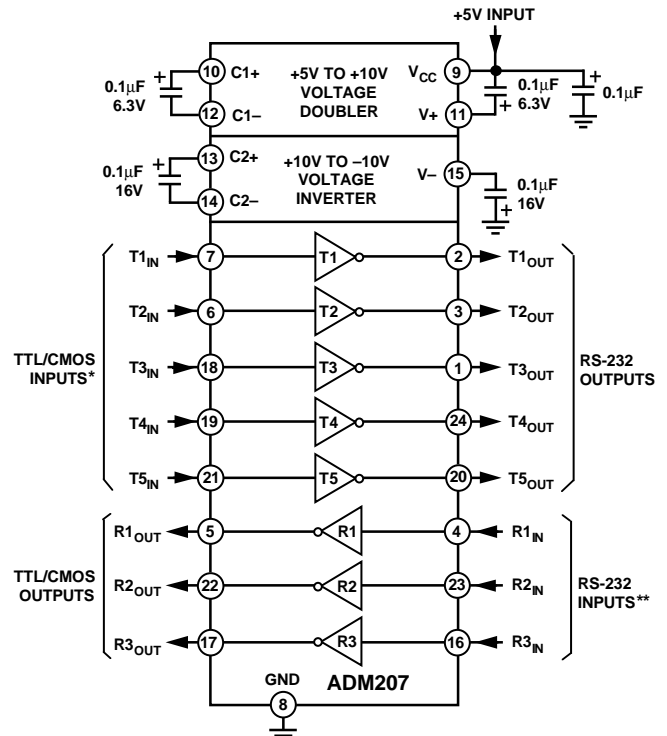 +5V INPUT
0.1μF
6.3V
+
10
C1+
12
C1–
+5V TO +10V
VOLTAGE
DOUBLER
VCC
9
V+
11
+
0.1μF
6.3V
+
0.1μF
0.1μF
16V
+
13
C2+
14
C2–
+10V TO –10V
VOLTAGE
INVERTER
V–
15
0.1μF
16V
+
TTL/CMOS
INPUTS*
T1IN 7 T1 2 T1OUT
T2IN 6 T2 3 T2OUT
T3IN 18 T3 1 T3OUT
T4IN 19 T4 24 T4OUT
T5IN 21 T5 20 T5OUT
RS-232
OUTPUTS
TTL/CMOS
OUTPUTS
R1OUT 5 R1 4 R1IN
R2OUT 22 R2 23 R2IN
R3OUT 17 R3 16 R3IN
RS-232
INPUTS**
GND
8
ADM207